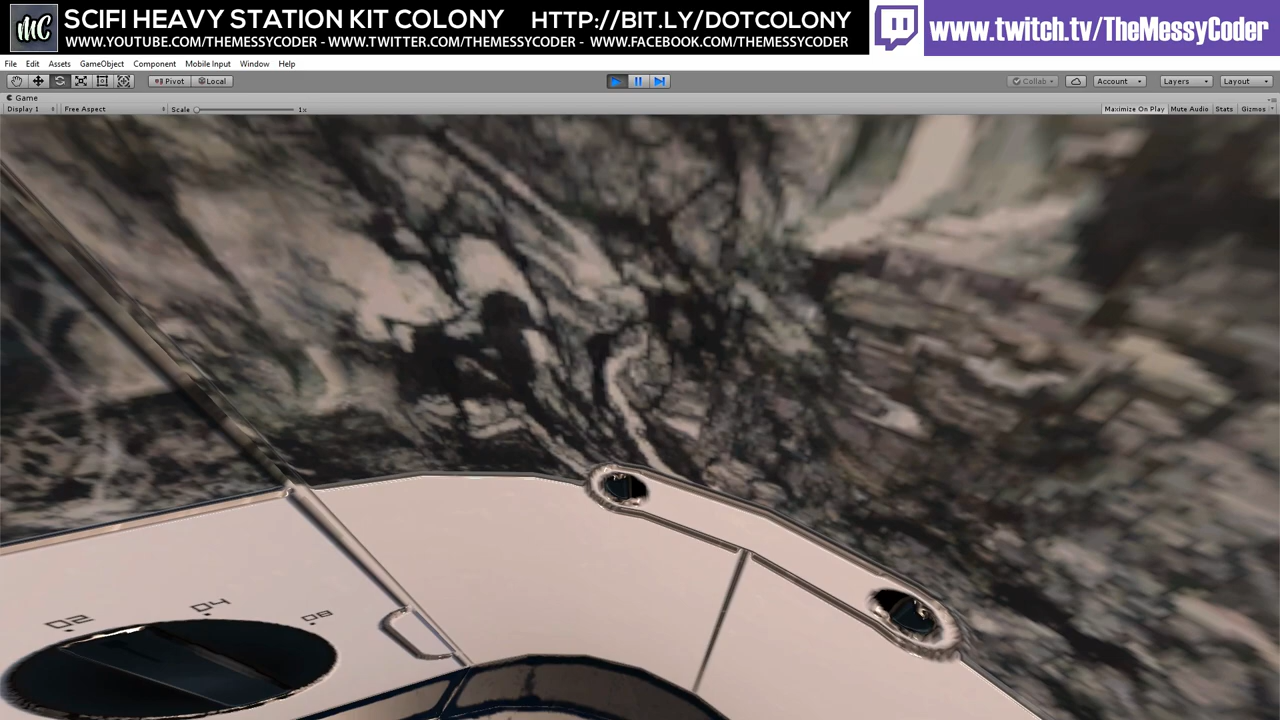 mC
SCIFI HEAVY STATION KIT COLONY HTTP://BIT.LY/DOTCOLONY
WWW.YOUTUBE.COM/THEMESSYCODER - WWW.TWITTER.COM/THEMESSYCODER - WWW.FACEBOOK.COM/THEMESSYCODER
www.twitch.tv/TheMessyCoder
File Edit Assets GameObject Component Mobile Input Window Help
Pivot Local Collab Account Layers Layout
Game
Display 1 Free Aspect Scale 1x Maximize On Play Mute Audio Stats Gizmos
02 04 08